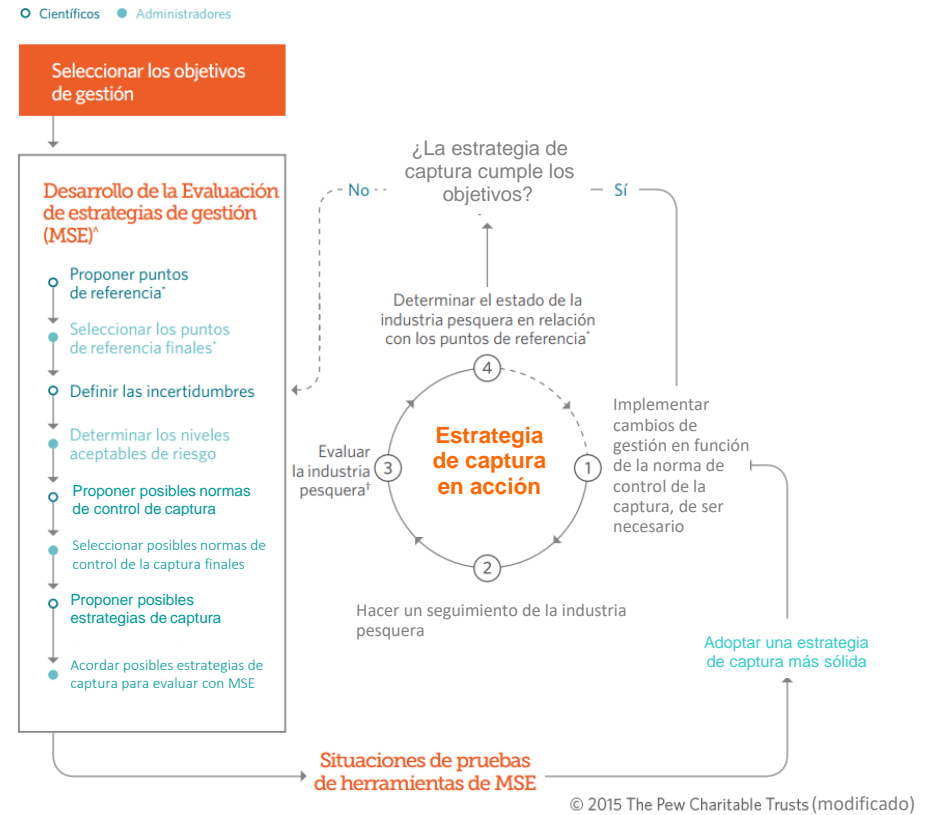 Científicos
Administradores
Seleccionar los objetivos
de gestión
Desarrollo de la Evaluación
de estrategias de gestión
(MSE)^
Proponer puntos
de referencia*
Seleccionar los puntos
de referencia finales*
Definir las incertidumbres
Determinar los niveles
aceptables de riesgo
Proponer posibles normas
de control de captura
Seleccionar posibles normas de
control de la captura finales
Proponer posibles
estrategias de captura
Acordar posibles estrategias de
captura para evaluar con MSE
¿La estrategia de
captura cumple los
objetivos?
No
Sí
Determinar el estado de la
industria pesquera en relación
con los puntos de referencia*
4
Estrategia
de captura
en acción
Evaluar
la industria
pesquera†
3
1
Implementar
cambios de
gestión en función
de la norma de
control de la
captura, de ser
necesario
2
Hacer un seguimiento de la industria
pesquera
Adoptar una estrategia
de captura más sólida
Situaciones de pruebas
de herramientas de MSE
© 2015 The Pew Charitable Trusts (modificado)